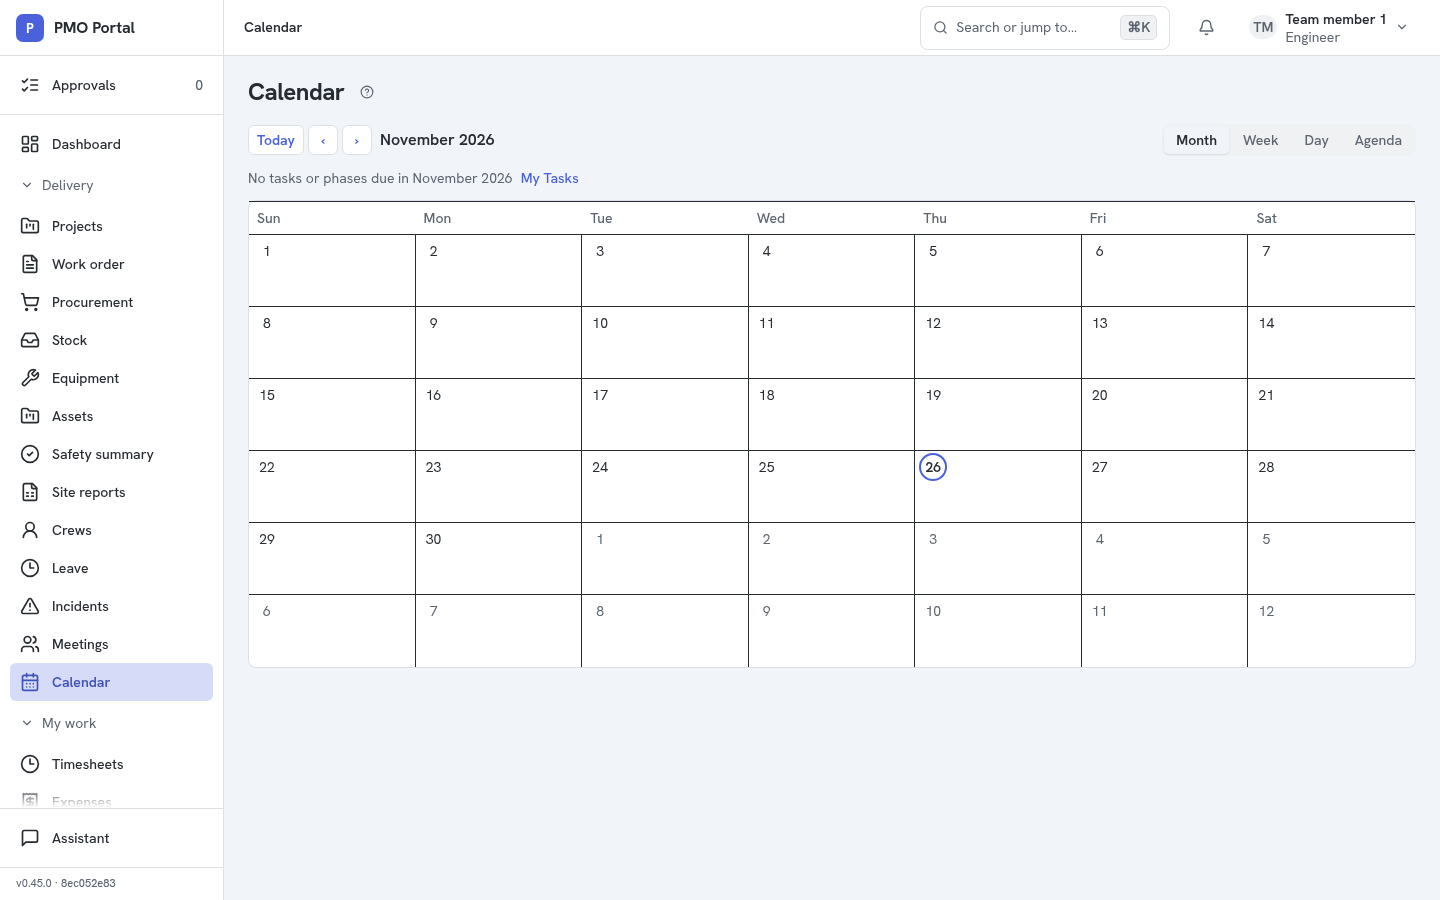 P PMO Portal
Calendar
Search or jump to...
⌘K
TM
Team member 1
Engineer
Approvals 0
Dashboard
Delivery
Projects
Work order
Procurement
Stock
Equipment
Assets
Safety summary
Site reports
Crews
Leave
Incidents
Meetings
Calendar
My work
Timesheets
Expenses
Assistant
v0.45.0 · 8ec052e83
Calendar ?
Today ‹ › November 2026
Month Week Day Agenda
No tasks or phases due in November 2026 My Tasks
Sun Mon Tue Wed Thu Fri Sat
1 2 3 4 5 6 7
8 9 10 11 12 13 14
15 16 17 18 19 20 21
22 23 24 25 26 27 28
29 30 1 2 3 4 5
6 7 8 9 10 11 12